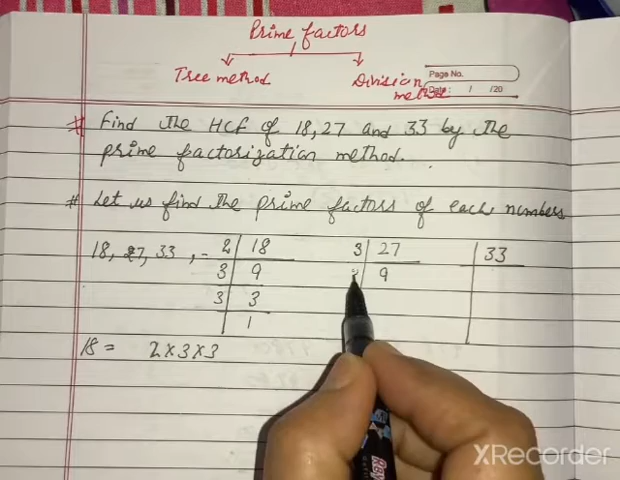 Prime factors
Tree method
Division method
Page No.
Date: / /20
# Find the HCF of 18, 27 and 33 by the
prime factorization method.
# Let us find the prime factors of each numbers
18, 27, 33, -
2 | 18
3 | 9
3 | 3
1
3 | 27
9
33
18 = 2 × 3 × 3
XRecorder